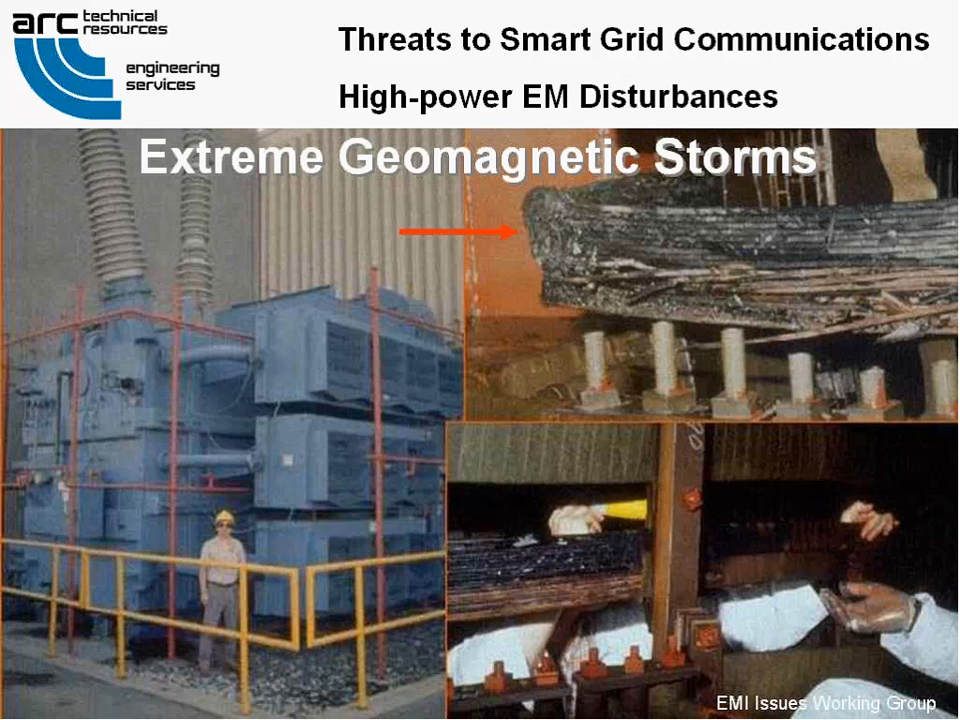 arc technical
resources
engineering
services
Threats to Smart Grid Communications
High-power EM Disturbances
Extreme Geomagnetic Storms
EMI Issues Working Group